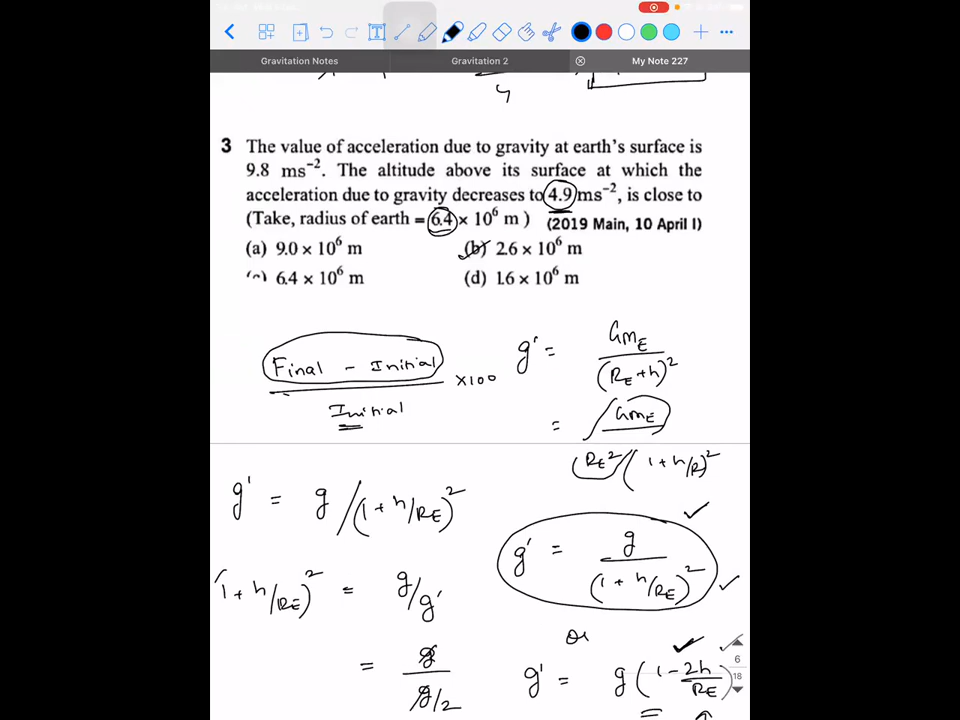 Gravitation Notes
Gravitation 2
My Note 227
4
3 The value of acceleration due to gravity at earth's surface is
9.8 ms⁻². The altitude above its surface at which the
acceleration due to gravity decreases to 4.9 ms⁻², is close to
(Take, radius of earth = 6.4 × 10⁶ m ) (2019 Main, 10 April I)
(a) 9.0 × 10⁶ m (b) 2.6 × 10⁶ m
(c) 6.4 × 10⁶ m (d) 1.6 × 10⁶ m
Final - Initial / Initial ×100
g' = GmE / (RE + h)²
= GmE / RE² (1 + h/R)²
g' = g / (1 + h/RE)²
g' = g / (1 + h/RE)²
(1 + h/RE)² = g/g'
= g / g/2
or
g' = g (1 - 2h/RE)
=
6
18